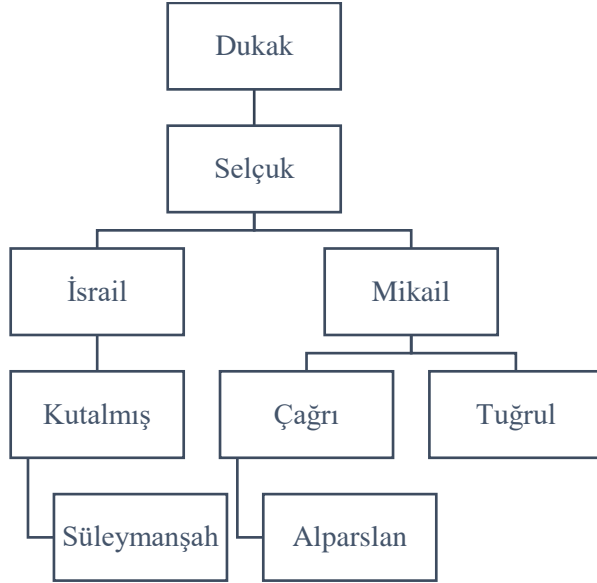 Dukak
Selçuk
İsrail
Mikail
Kutalmış
Çağrı
Tuğrul
Süleymanşah
Alparslan